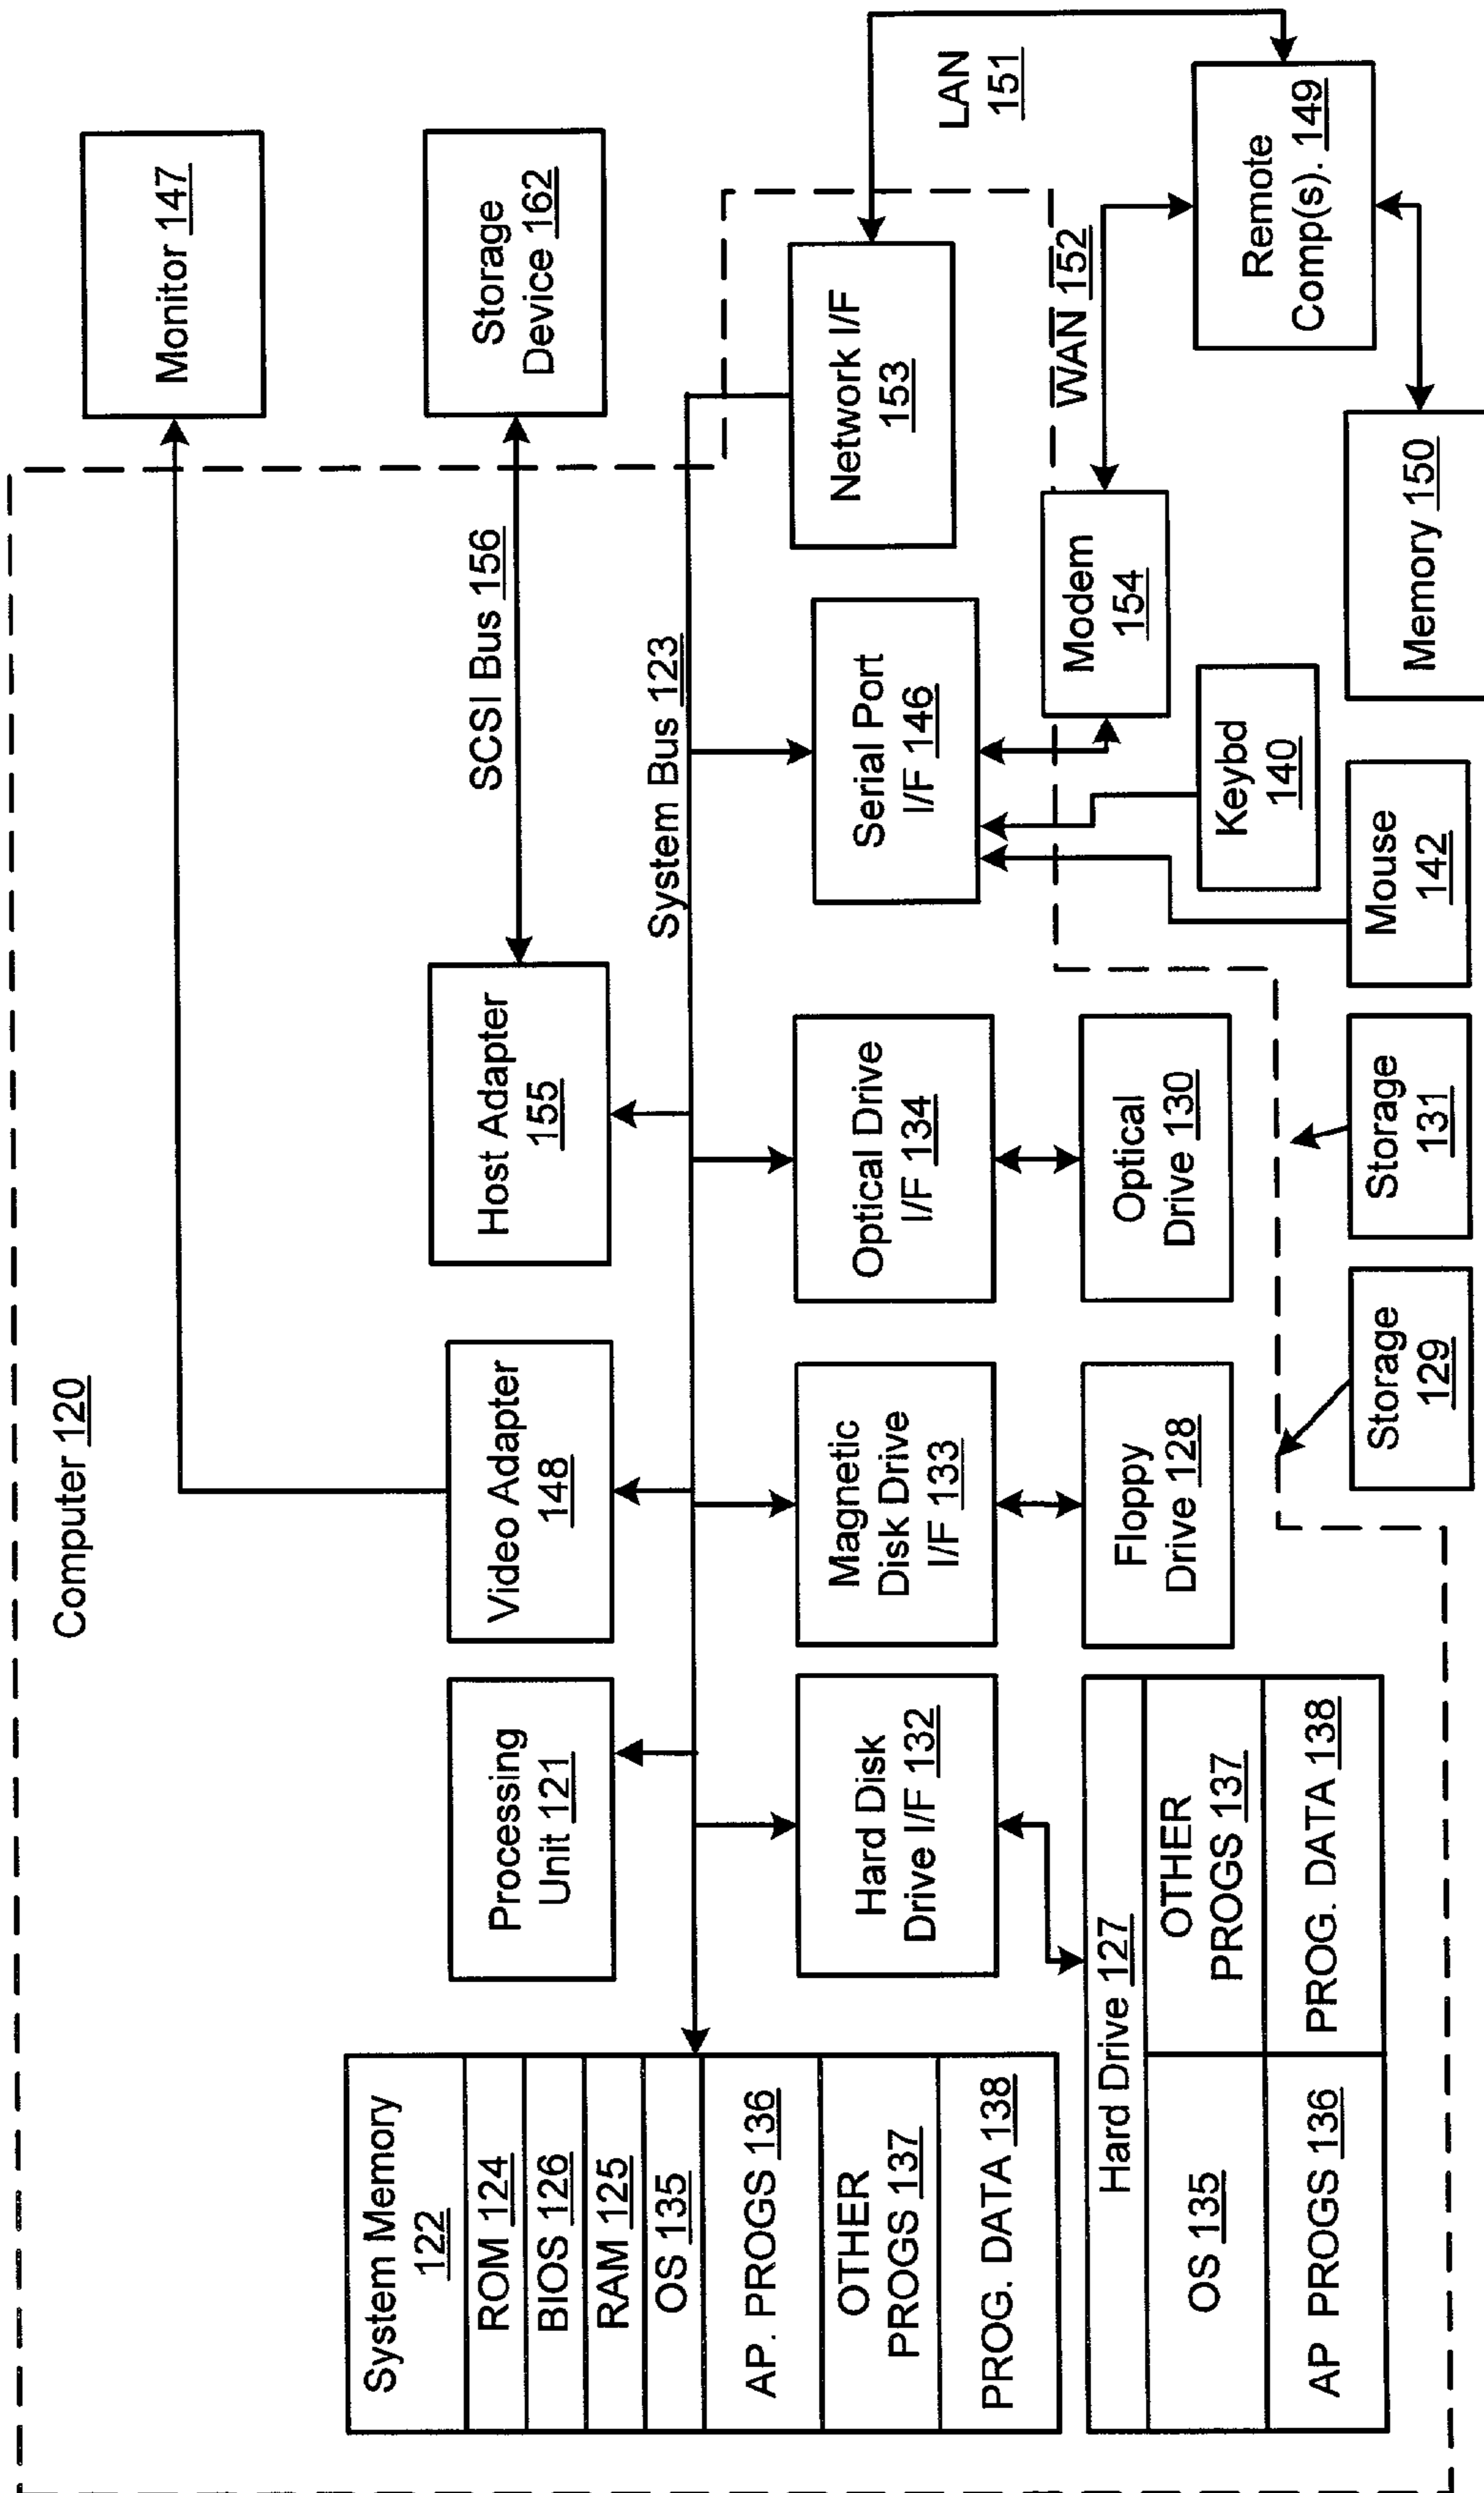 Computer 120
Monitor 147
System Memory
122
ROM 124
BIOS 126
RAM 125
OS 135
AP. PROGS 136
OTHER
PROGS 137
PROG. DATA 138
Processing
Unit 121
Video Adapter
148
Host Adapter
155
SCSI Bus 156
Storage
Device 162
System Bus 123
Hard Disk
Drive I/F 132
Magnetic
Disk Drive
I/F 133
Optical Drive
I/F 134
Serial Port
I/F 146
Network I/F
153
LAN
151
Hard Drive 127
OS 135
OTHER
PROGS 137
AP PROGS 136
PROG. DATA 138
Floppy
Drive 128
Optical
Drive 130
Modem
154
WAN 152
Keybd
140
Remote
Comp(s). 149
Storage
129
Storage
131
Mouse
142
Memory 150